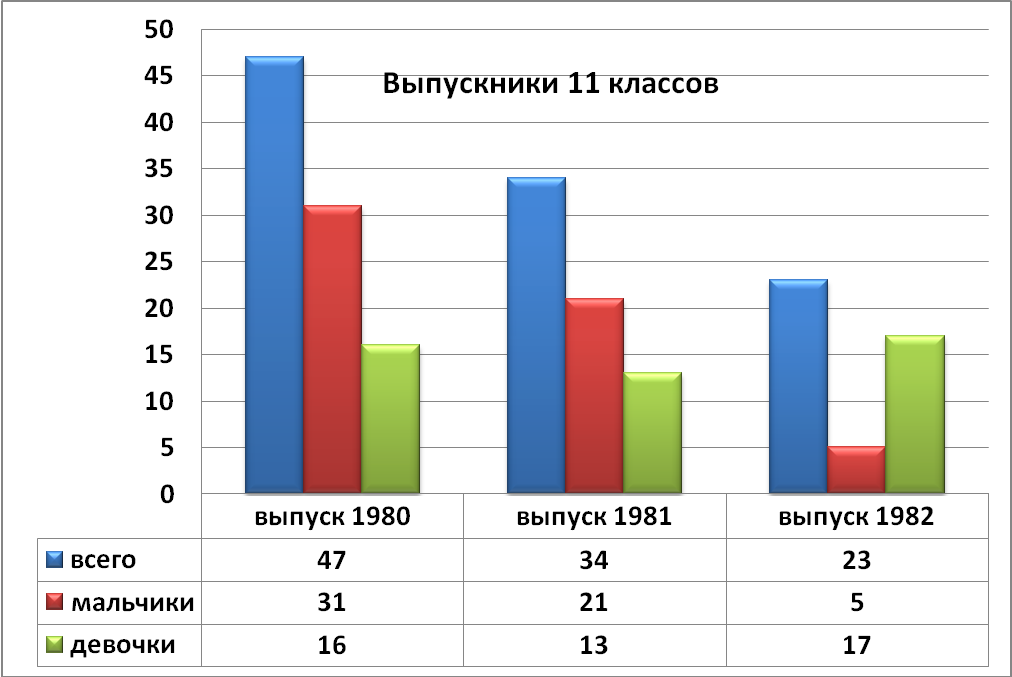 50
Выпускники 11 классов
45
40
35
30
25
20
15
10
5
0
выпуск 1980 выпуск 1981 выпуск 1982
всего 47 34 23
мальчики 31 21 5
девочки 16 13 17